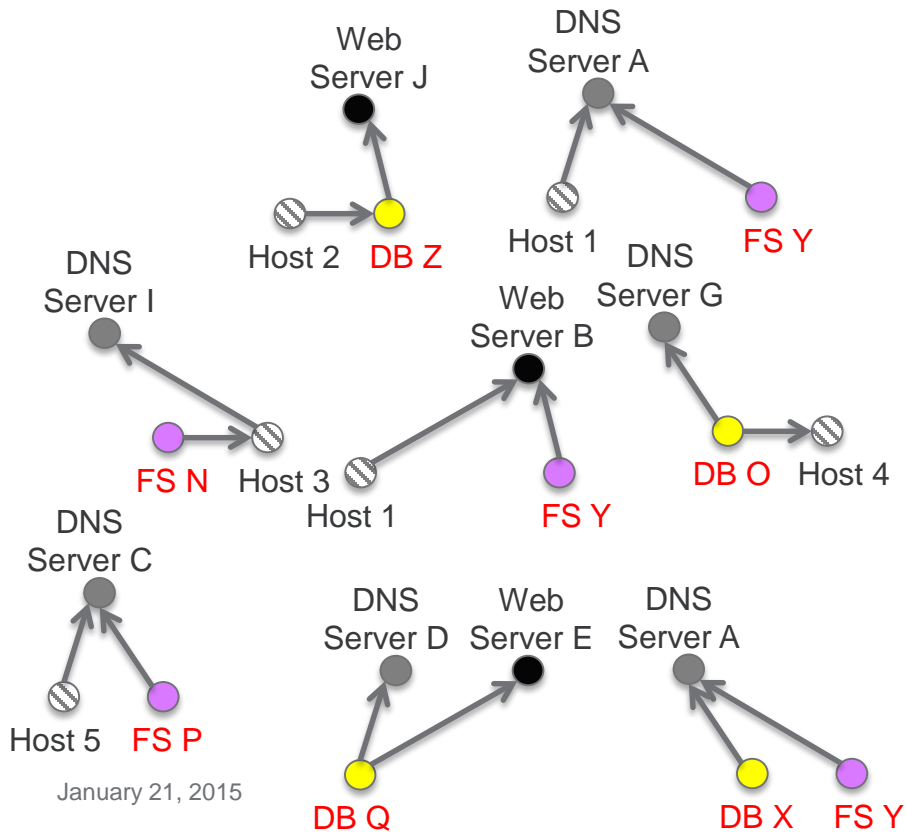 Web
Server J
DNS
Server A
Host 2
DB Z
Host 1
FS Y
DNS
Server I
Web
Server B
DNS
Server G
FS N
Host 3
Host 1
FS Y
DB O
Host 4
DNS
Server C
DNS
Server D
Web
Server E
DNS
Server A
Host 5
FS P
January 21, 2015
DB Q
DB X
FS Y